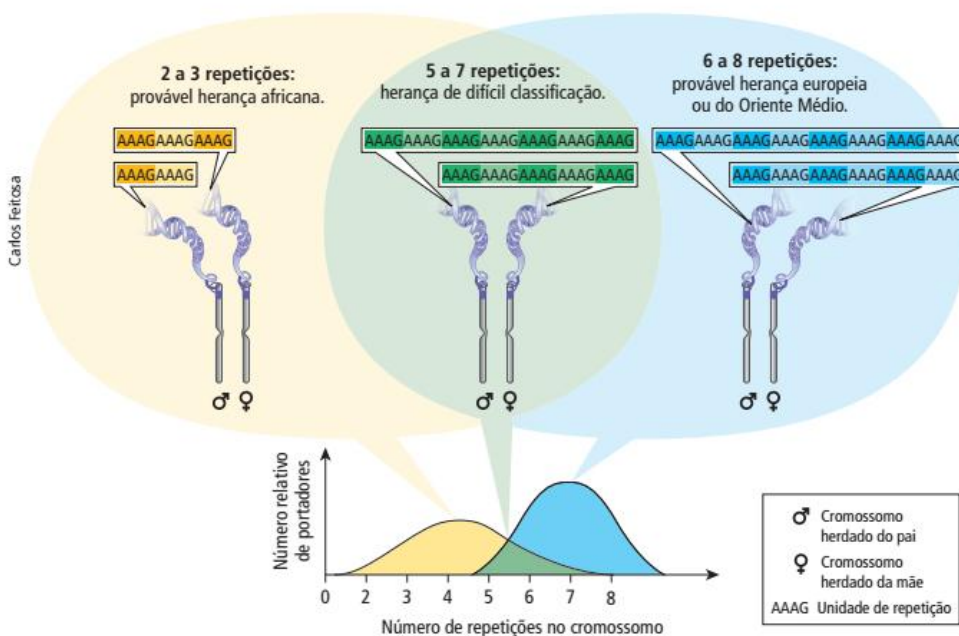 Carlos Feitosa
2 a 3 repetições:
provável herança africana.
AAAGAAAGAAAG
AAAGAAAG
5 a 7 repetições:
herança de difícil classificação.
AAAGAAAGAAAGAAAGAAAGAAAGAAAG
AAAGAAAGAAAGAAAGAAAG
6 a 8 repetições:
provável herança europeia
ou do Oriente Médio.
AAAGAAAGAAAGAAAGAAAGAAAGAAAGAAAG
AAAGAAAGAAAGAAAGAAAGAAAG
♂ ♀
♂ ♀
♂ ♀
Número relativo
de portadores
0 2 3 4 5 6 7 8
Número de repetições no cromossomo
♂ Cromossomo
herdado do pai
♀ Cromossomo
herdado da mãe
AAAG Unidade de repetição